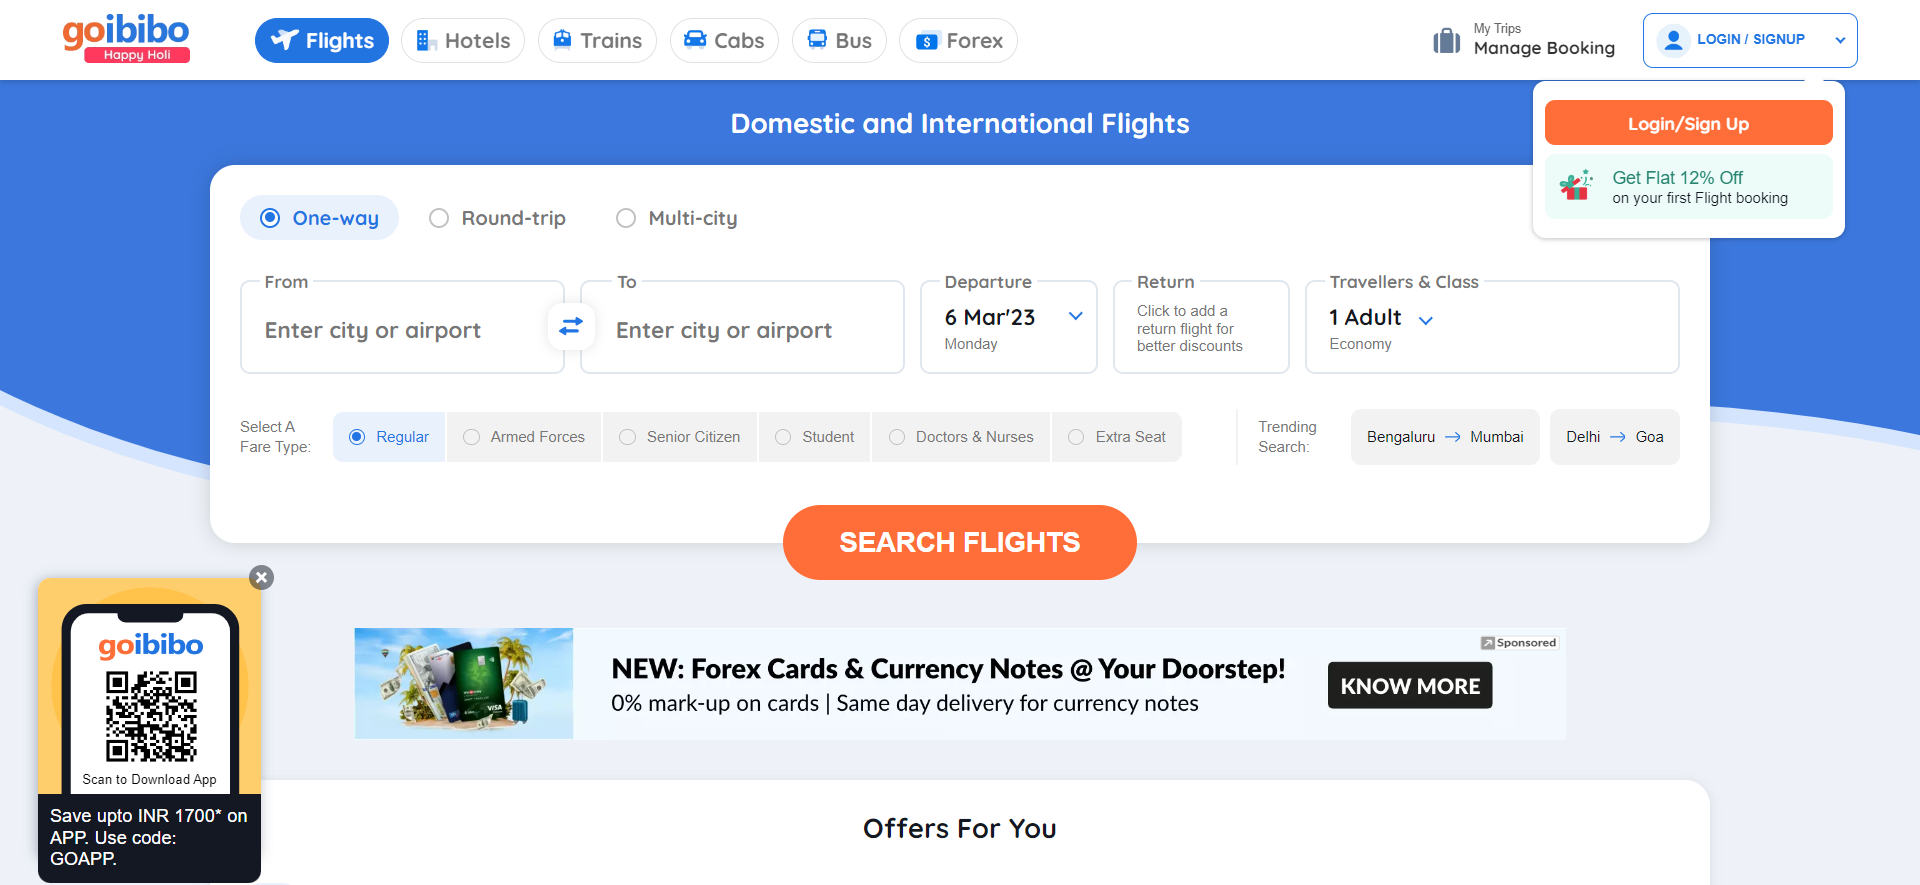 goibibo
Happy Holi
Flights
Hotels
Trains
Cabs
Bus
Forex
My Trips
Manage Booking
LOGIN / SIGNUP
Login/Sign Up
Get Flat 12% Off
on your first Flight booking
Domestic and International Flights
One-way
Round-trip
Multi-city
From
Enter city or airport
To
Enter city or airport
Departure
6 Mar'23
Monday
Return
Click to add a
return flight for
better discounts
Travellers & Class
1 Adult
Economy
Select A
Fare Type:
Regular
Armed Forces
Senior Citizen
Student
Doctors & Nurses
Extra Seat
Trending
Search:
Bengaluru → Mumbai
Delhi → Goa
SEARCH FLIGHTS
goibibo
Scan to Download App
Save upto INR 1700* on
APP. Use code:
GOAPP.
Sponsored
NEW: Forex Cards & Currency Notes @ Your Doorstep!
0% mark-up on cards | Same day delivery for currency notes
KNOW MORE
VISA
Offers For You